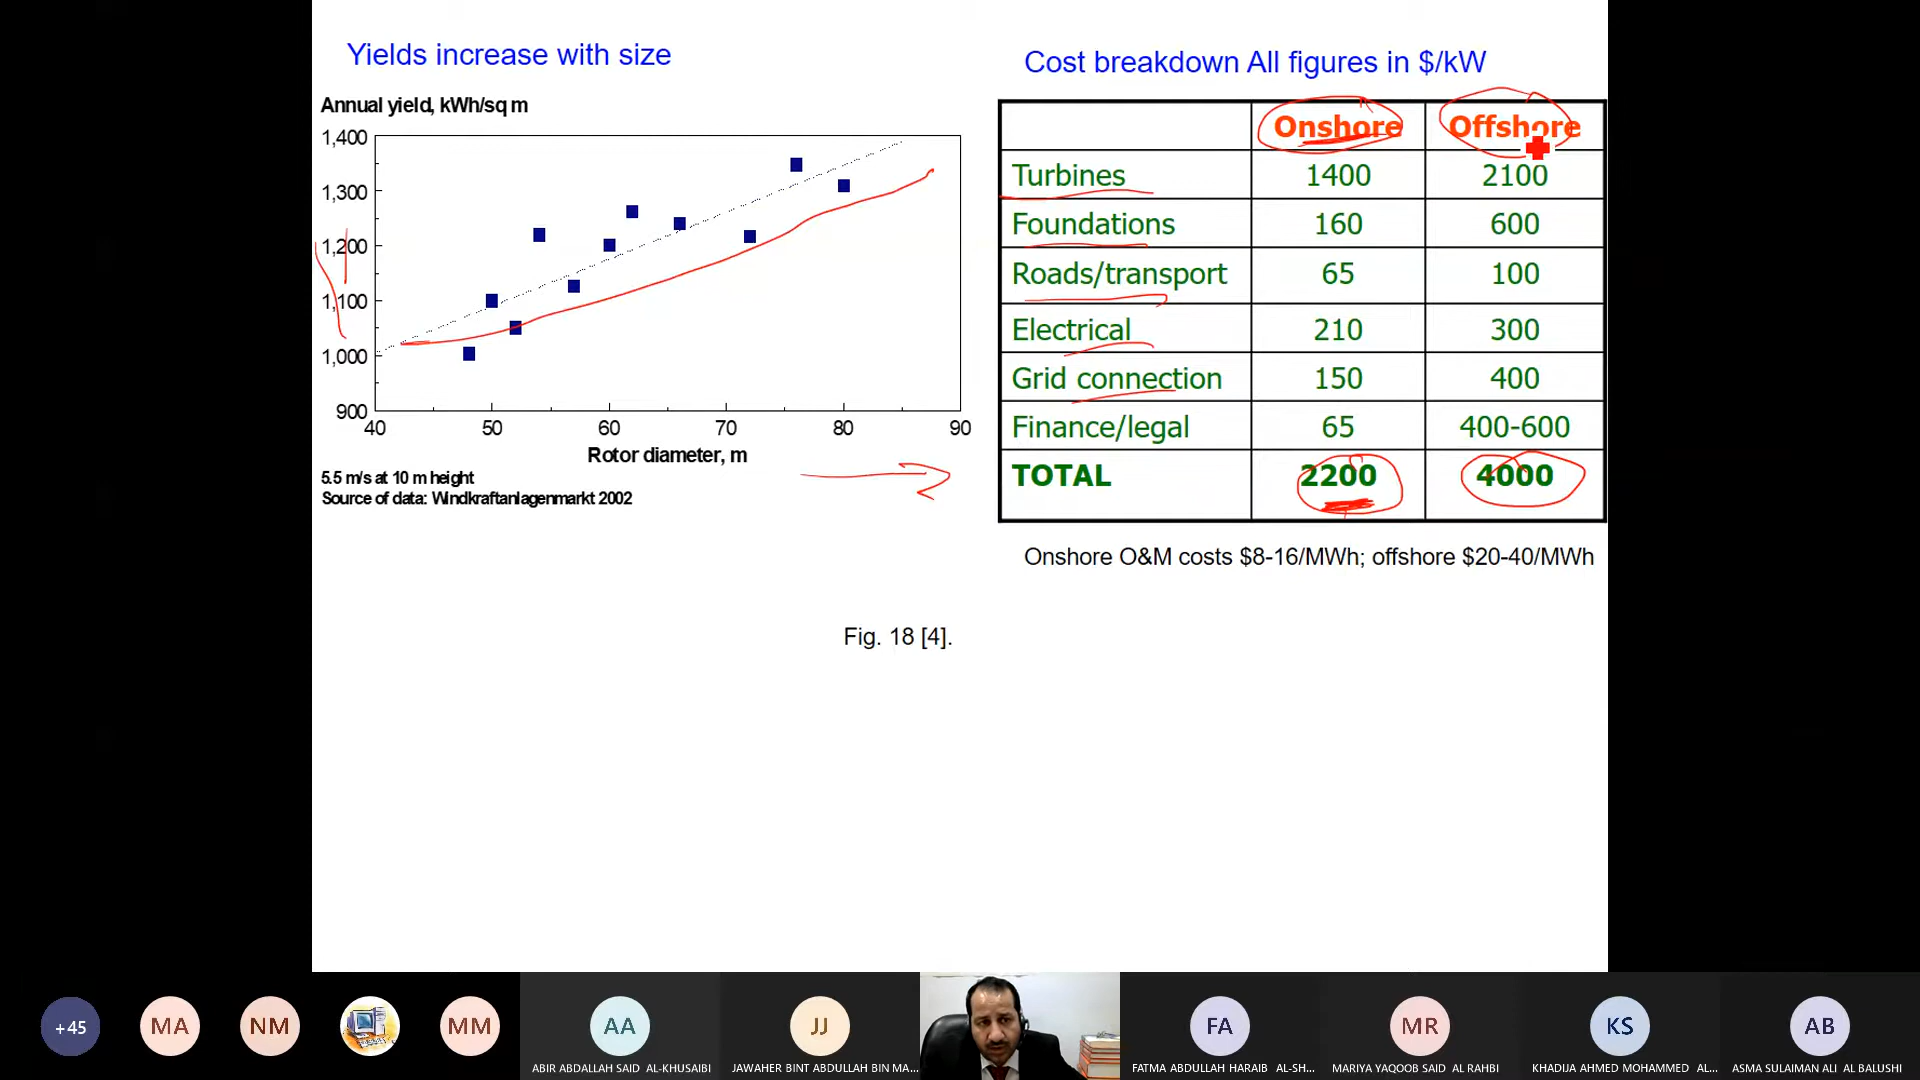 Yields increase with size
Annual yield, kWh/sq m
1,400
1,300
1,200
1,100
1,000
900
40 50 60 70 80 90
Rotor diameter, m
5.5 m/s at 10 m height
Source of data: Windkraftanlagenmarkt 2002
Cost breakdown All figures in $/kW
Onshore Offshore
Turbines 1400 2100
Foundations 160 600
Roads/transport 65 100
Electrical 210 300
Grid connection 150 400
Finance/legal 65 400-600
TOTAL 2200 4000
Onshore O&M costs $8-16/MWh; offshore $20-40/MWh
Fig. 18 [4].
+45
MA
NM
MM
AA
ABIR ABDALLAH SAID AL-KHUSAIBI
JJ
JAWAHER BINT ABDULLAH BIN MA...
FA
FATMA ABDULLAH HARAIB AL-SH...
MR
MARIYA YAQOOB SAID AL RAHBI
KS
KHADIJA AHMED MOHAMMED AL...
AB
ASMA SULAIMAN ALI AL BALUSHI